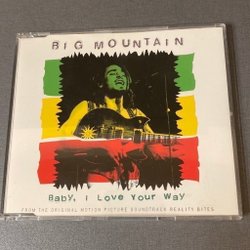 BIG MOUNTAIN
Baby, i Love Your Way
FROM THE ORIGINAL MOTION PICTURE SOUNDTRACK REALITY BITES